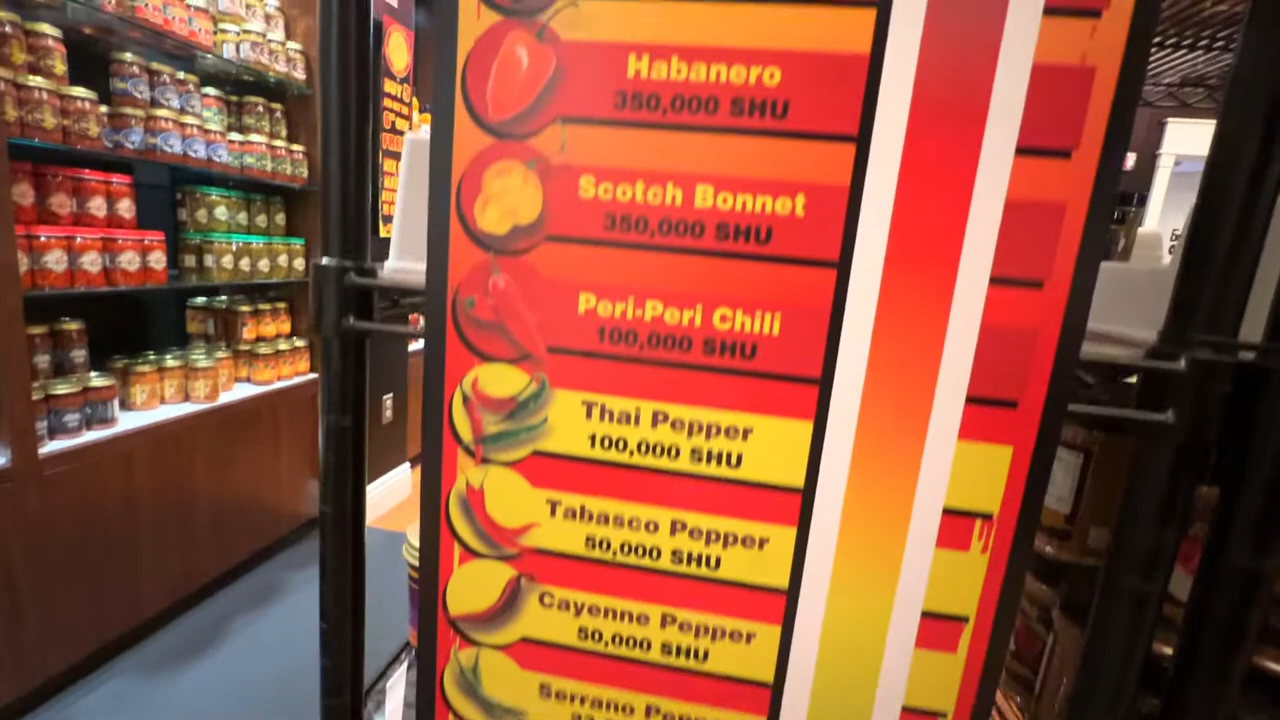 Habanero
350,000 SHU
Scotch Bonnet
350,000 SHU
Peri-Peri Chili
100,000 SHU
Thai Pepper
100,000 SHU
Tabasco Pepper
50,000 SHU
Cayenne Pepper
50,000 SHU
Serrano